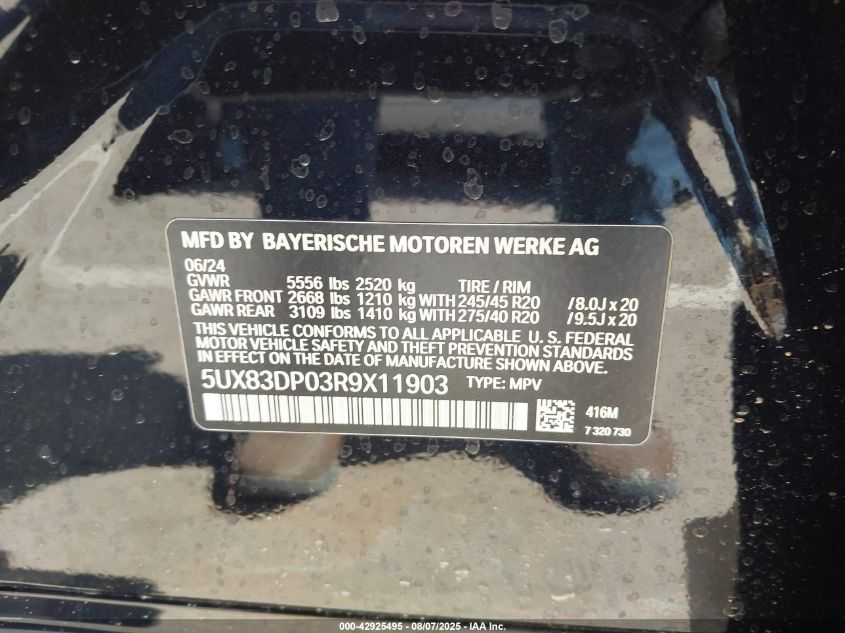 MFD BY BAYERISCHE MOTOREN WERKE AG
06/24
GVWR 5556 lbs 2520 kg TIRE / RIM
GAWR FRONT 2668 lbs 1210 kg WITH 245/45 R20 /8.0J x 20
GAWR REAR 3109 lbs 1410 kg WITH 275/40 R20 /9.5J x 20
THIS VEHICLE CONFORMS TO ALL APPLICABLE U. S. FEDERAL
MOTOR VEHICLE SAFETY AND THEFT PREVENTION STANDARDS
IN EFFECT ON THE DATE OF MANUFACTURE SHOWN ABOVE.
5UX83DP03R9X11903 TYPE: MPV
416M
7 320 730
000-42925495 - 08/07/2025 - IAA Inc.